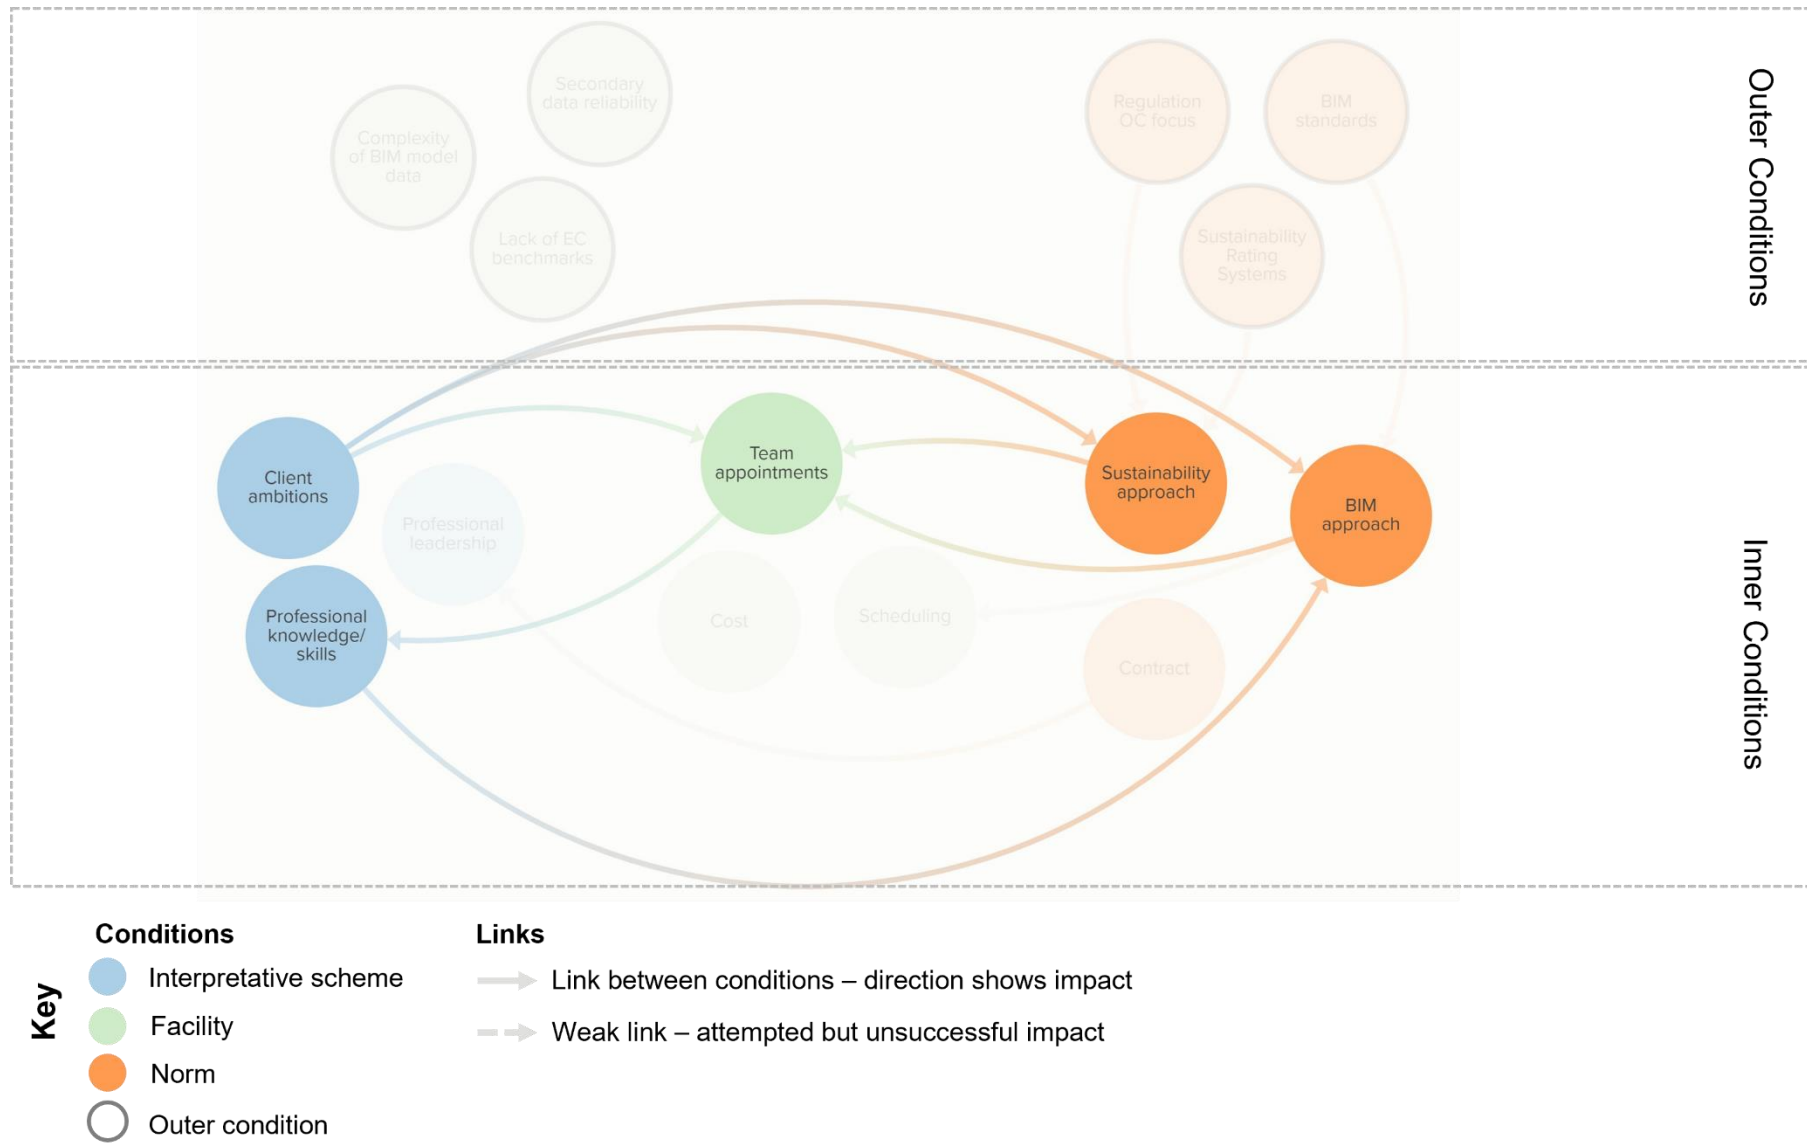 Secondary
data reliability
Complexity
of BIM model
data
Lack of EC
benchmarks
Regulation
OC focus
BIM
standards
Sustainability
Rating
Systems
Outer Conditions
Client
ambitions
Professional
leadership
Team
appointments
Sustainability
approach
BIM
approach
Professional
knowledge/
skills
Cost
Scheduling
Contract
Inner Conditions
Key
Conditions
Interpretative scheme
Facility
Norm
Outer condition
Links
Link between conditions – direction shows impact
Weak link – attempted but unsuccessful impact